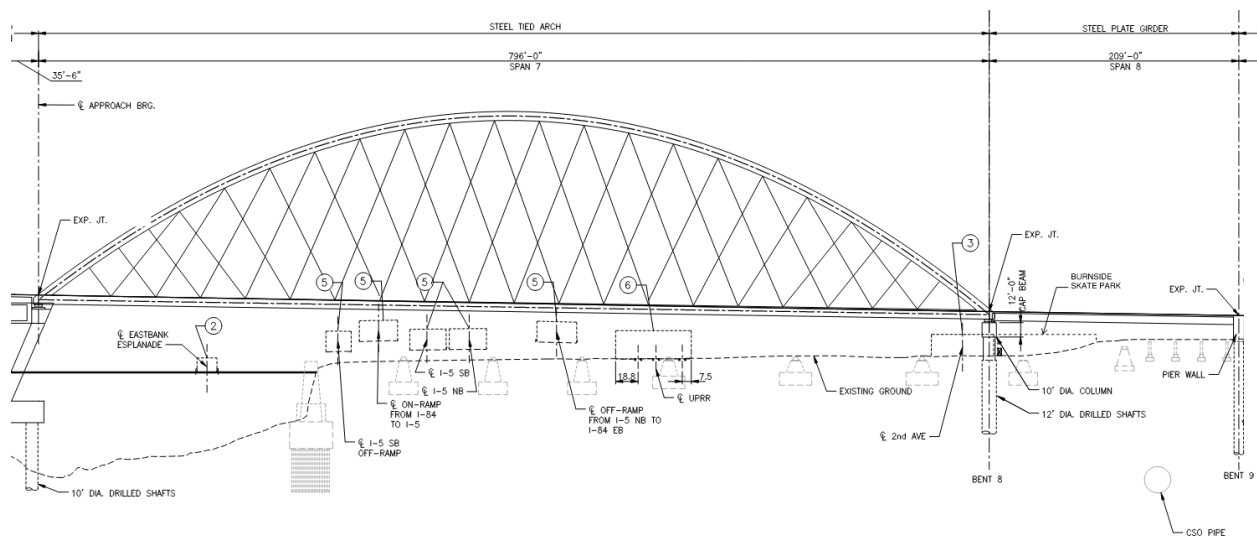 STEEL TIED ARCH
STEEL PLATE GIRDER
796'-0"
209'-0"
SPAN 7
SPAN 8
35'-6"
℄ APPROACH BRG.
EXP. JT.
3
EXP. JT.
5
5
5
5
6
12'-0"
CAP BEAM
BURNSIDE
SKATE PARK
EXP. JT.
℄ EASTBANK
ESPLANADE
2
℄ I-5 SB
18.8
7.5
PIER WALL
℄ I-5 NB
℄ UPRR
EXISTING GROUND
10' DIA. COLUMN
℄ ON-RAMP
FROM I-84
TO I-5
℄ OFF-RAMP
FROM I-5 NB TO
I-84 EB
12' DIA. DRILLED SHAFTS
℄ I-5 SB
OFF-RAMP
℄ 2nd AVE
BENT 8
BENT 9
10' DIA. DRILLED SHAFTS
CSO PIPE